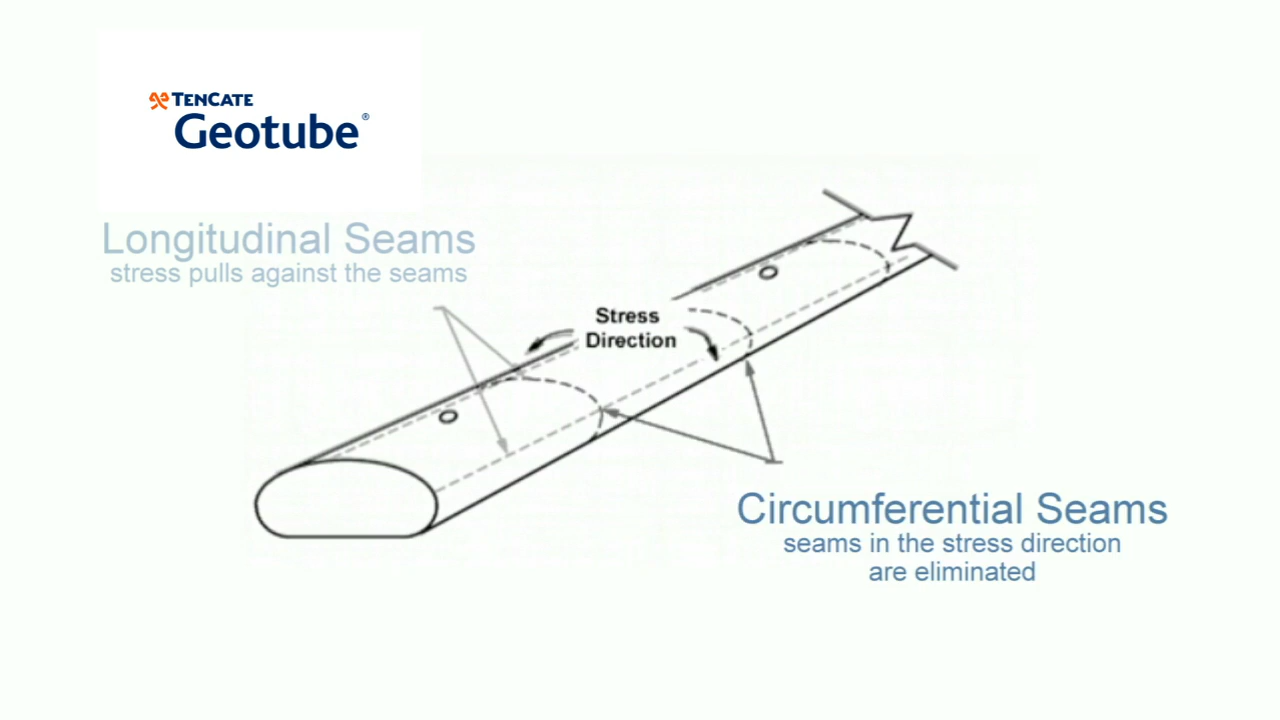 TENCATE
Geotube®
Longitudinal Seams
stress pulls against the seams
Stress
Direction
Circumferential Seams
seams in the stress direction
are eliminated